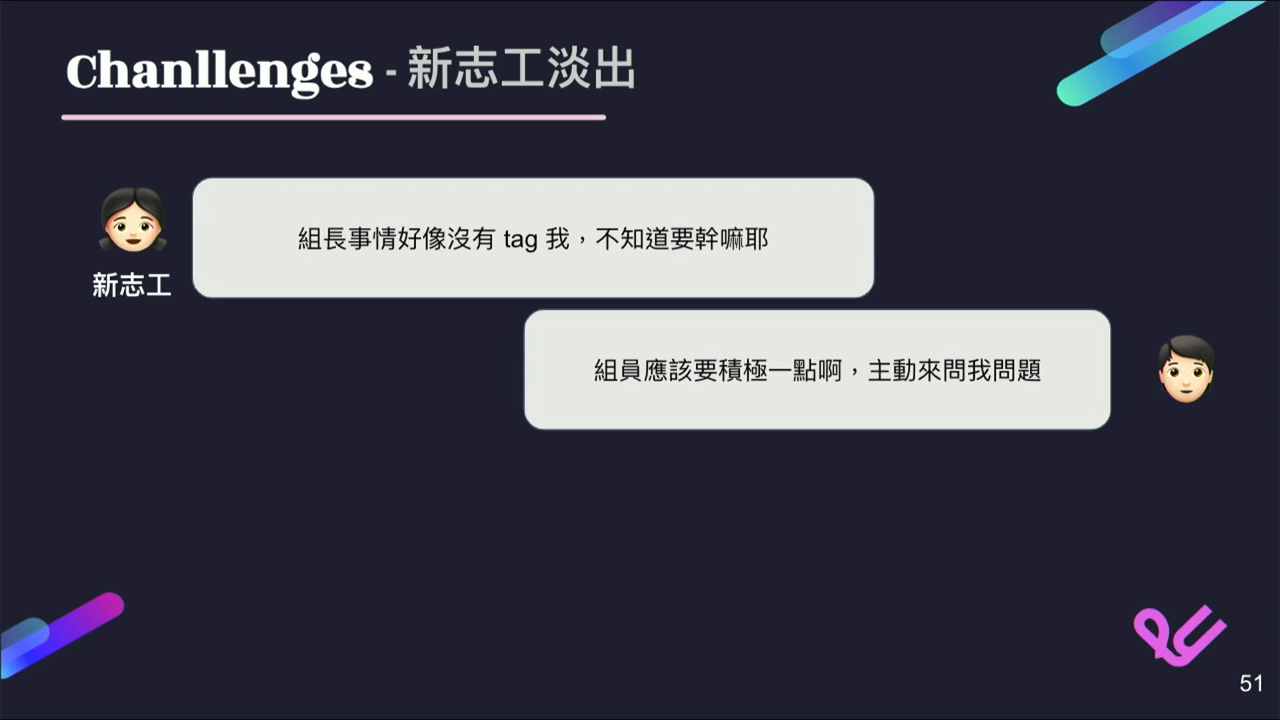 Chanllenges - 新志工淡出
組長事情好像沒有 tag 我，不知道要幹嘛耶
新志工
組員應該要積極一點啊，主動來問我問題
51